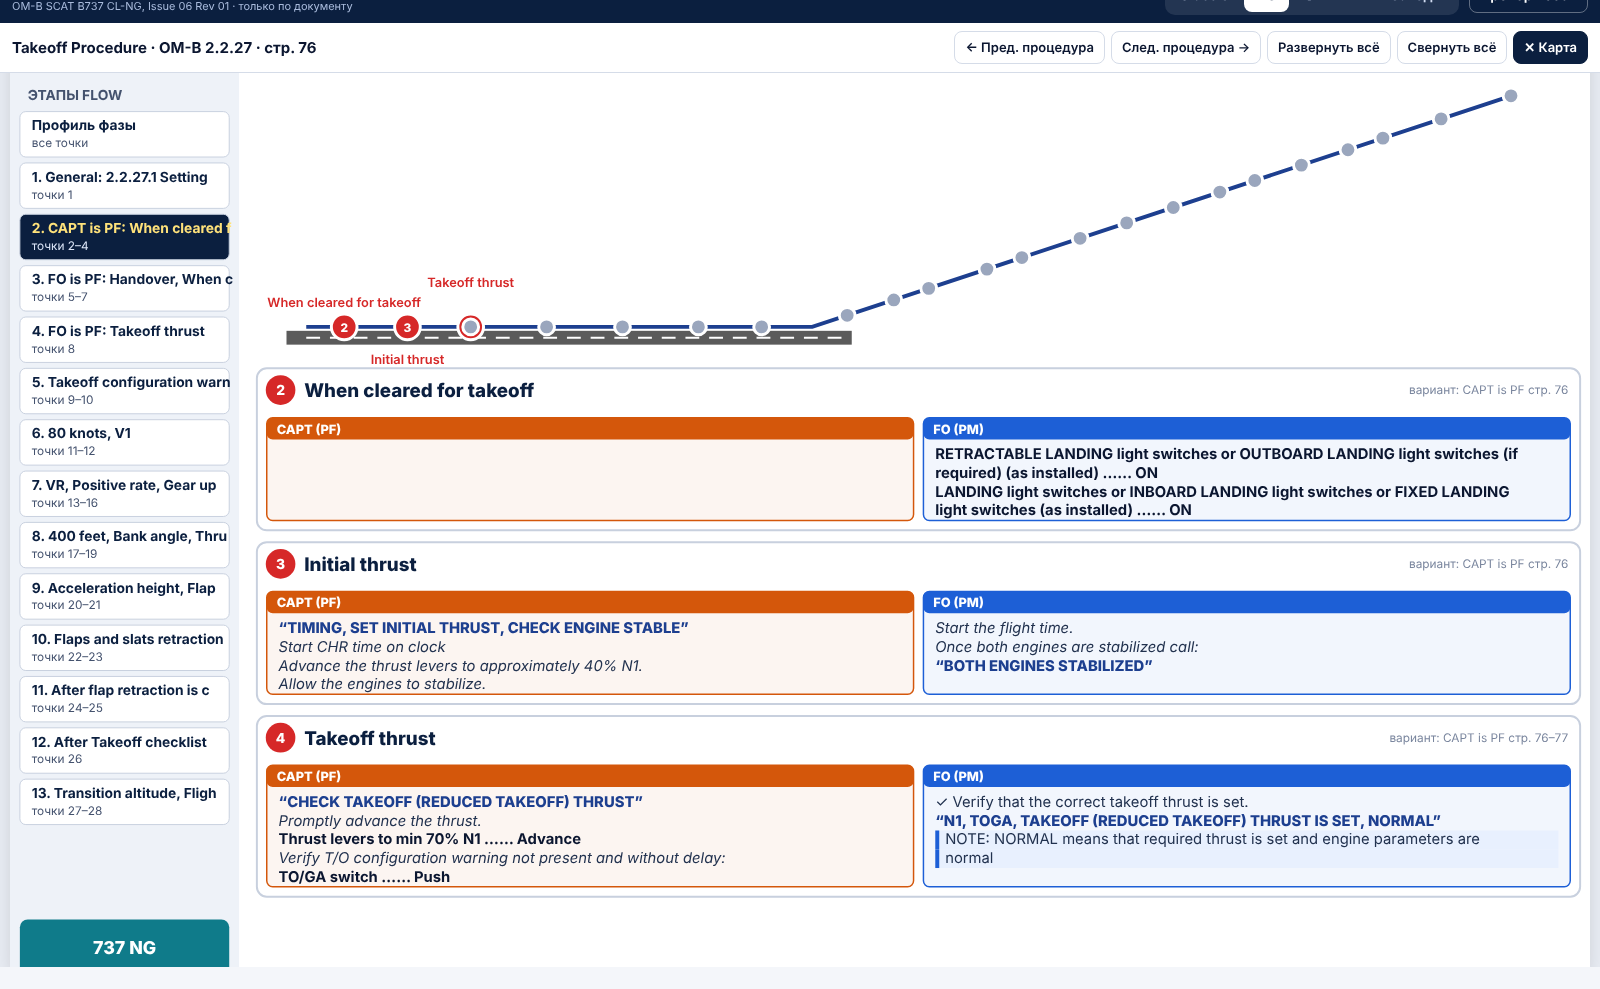 OM-B SCAT B737 CL-NG, Issue 06 Rev 01 · только по документу
Takeoff Procedure · OM-B 2.2.27 · стр. 76
← Пред. процедура
След. процедура →
Развернуть всё
Свернуть всё
✕ Карта
ЭТАПЫ FLOW
Профиль фазы
все точки
1. General: 2.2.27.1 Setting
точки 1
2. CAPT is PF: When cleared f
точки 2–4
3. FO is PF: Handover, When c
точки 5–7
4. FO is PF: Takeoff thrust
точки 8
5. Takeoff configuration warn
точки 9–10
6. 80 knots, V1
точки 11–12
7. VR, Positive rate, Gear up
точки 13–16
8. 400 feet, Bank angle, Thru
точки 17–19
9. Acceleration height, Flap
точки 20–21
10. Flaps and slats retraction
точки 22–23
11. After flap retraction is c
точки 24–25
12. After Takeoff checklist
точки 26
13. Transition altitude, Fligh
точки 27–28
737 NG
Takeoff thrust
When cleared for takeoff
2
3
Initial thrust
2 When cleared for takeoff
вариант: CAPT is PF стр. 76
CAPT (PF)
FO (PM)
RETRACTABLE LANDING light switches or OUTBOARD LANDING light switches (if
required) (as installed) …… ON
LANDING light switches or INBOARD LANDING light switches or FIXED LANDING
light switches (as installed) …… ON
3 Initial thrust
вариант: CAPT is PF стр. 76
CAPT (PF)
“TIMING, SET INITIAL THRUST, CHECK ENGINE STABLE”
Start CHR time on clock
Advance the thrust levers to approximately 40% N1.
Allow the engines to stabilize.
FO (PM)
Start the flight time.
Once both engines are stabilized call:
“BOTH ENGINES STABILIZED”
4 Takeoff thrust
вариант: CAPT is PF стр. 76–77
CAPT (PF)
“CHECK TAKEOFF (REDUCED TAKEOFF) THRUST”
Promptly advance the thrust.
Thrust levers to min 70% N1 …… Advance
Verify T/O configuration warning not present and without delay:
TO/GA switch …… Push
FO (PM)
✓ Verify that the correct takeoff thrust is set.
“N1, TOGA, TAKEOFF (REDUCED TAKEOFF) THRUST IS SET, NORMAL”
NOTE: NORMAL means that required thrust is set and engine parameters are
normal